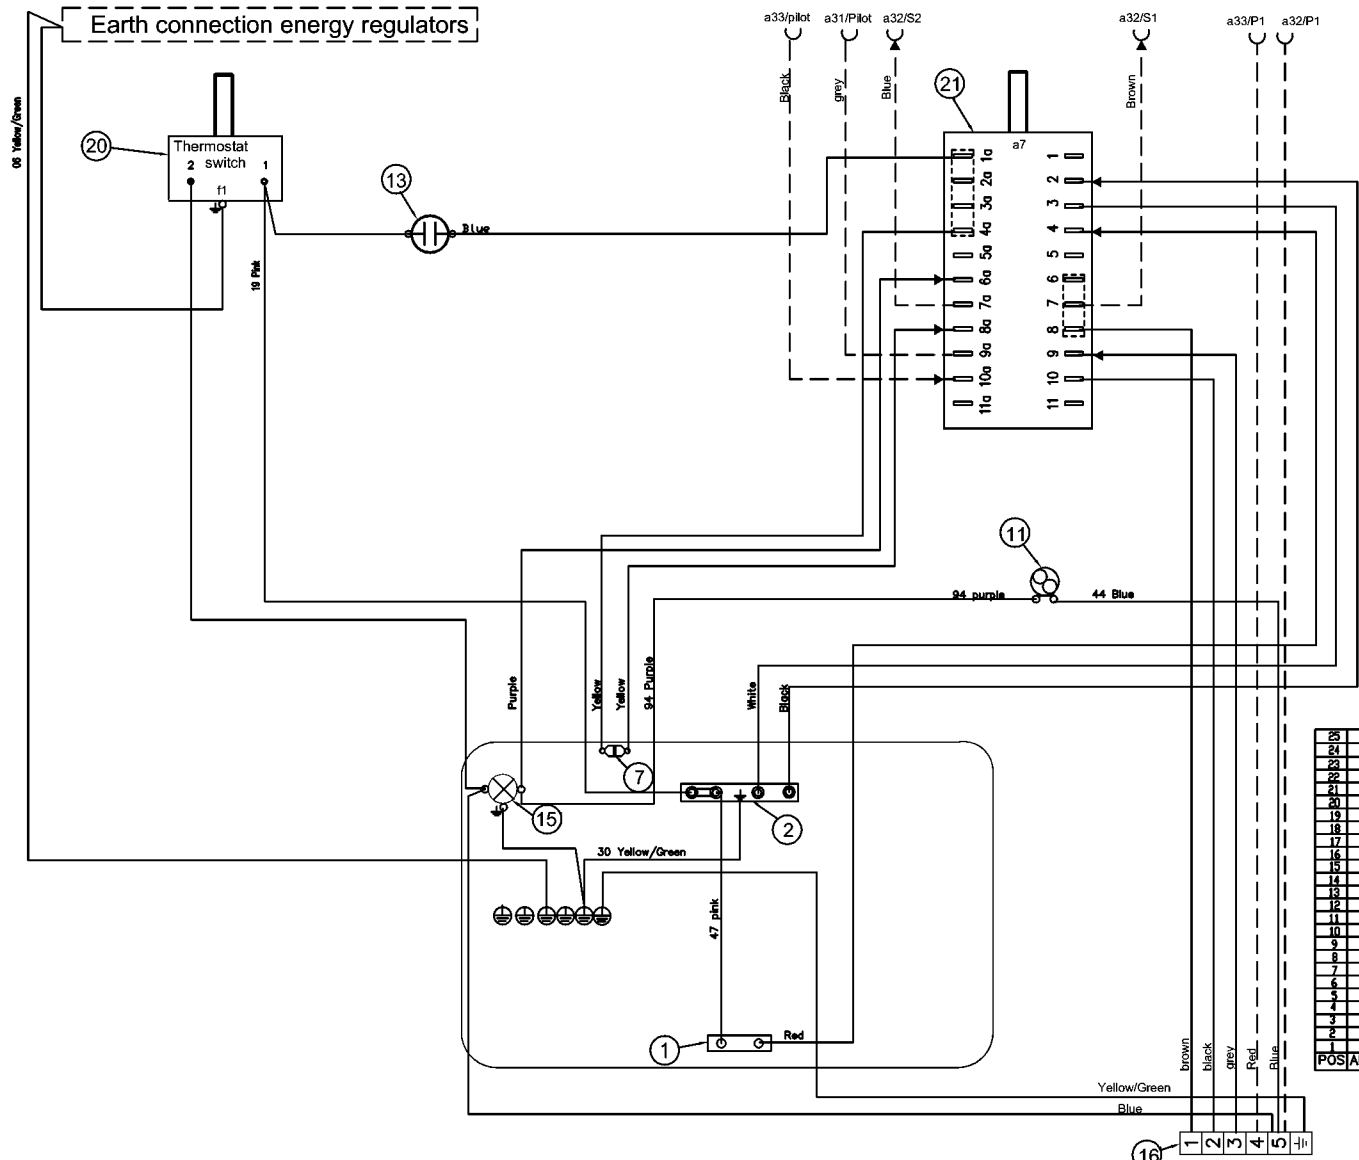 Earth connection energy regulators
a33/pilot a31/Pilot a32/S2 a32/S1 a33/P1 a32/P1
Black grey Blue Brown
06 Yellow/Green
20
Thermostat
switch
2 1
f1
13
Blue
19 Pink
21
a7
1a 1
2a 2
3a 3
4a 4
5a 5
6a 6
7a 7
8a 8
9a 9
10a 10
11a 11
11
94 purple 44 Blue
Purple Yellow Yellow 94 Purple White Black
7
15
2
30 Yellow/Green
47 pink
1
Red
25
24
23
22
21
20
19
18
17
16
15
14
13
12
11
10
9
8
7
6
5
4
3
2
1
POS A
brown black grey Red Blue
Yellow/Green
Blue
16
1 2 3 4 5